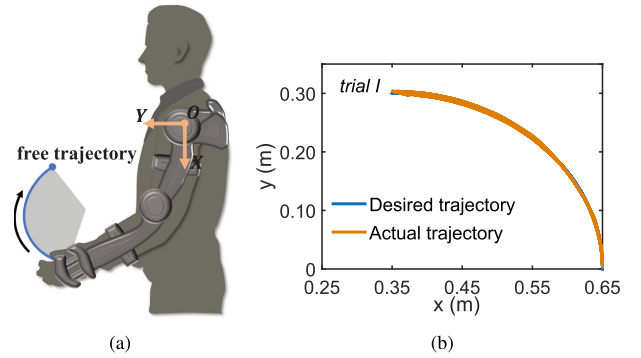 O
Y
X
free trajectory
(a)
trial I
y (m)
0.30
0.20
0.10
0
Desired trajectory
Actual trajectory
0.25 0.35 0.45 0.55 0.65
x (m)
(b)